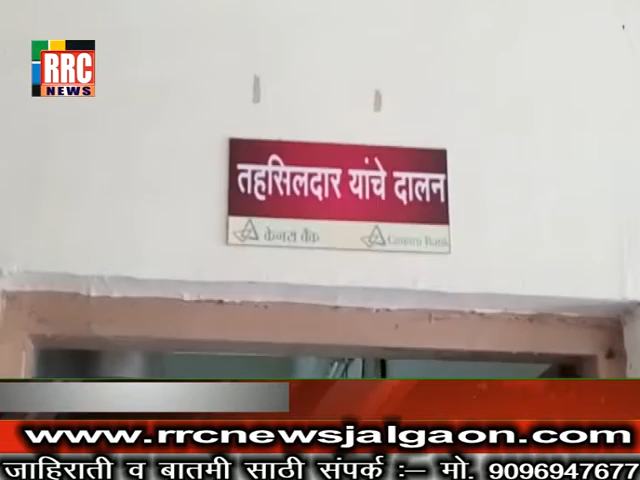 RRC
NEWS
तहसिलदार यांचे दालन
केनरा बैंक Canara Bank
www.rrcnewsjalgaon.com
जाहिराती व बातमी साठी संपर्क :– मो. 9096947677